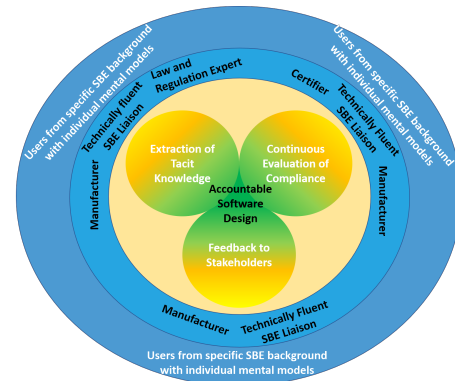 Users from specific SBE background
with individual mental models
Users from specific SBE background
with individual mental models
Technically fluent
SBE Liaison
Law and
Regulation Expert
Certifier
Technically Fluent
SBE Liaison
Manufacturer
Manufacturer
Extraction of
Tacit
Knowledge
Continuous
Evaluation of
Compliance
Accountable
Software
Design
Feedback to
Stakeholders
Manufacturer
Technically Fluent
SBE Liaison
Users from specific SBE background
with individual mental models